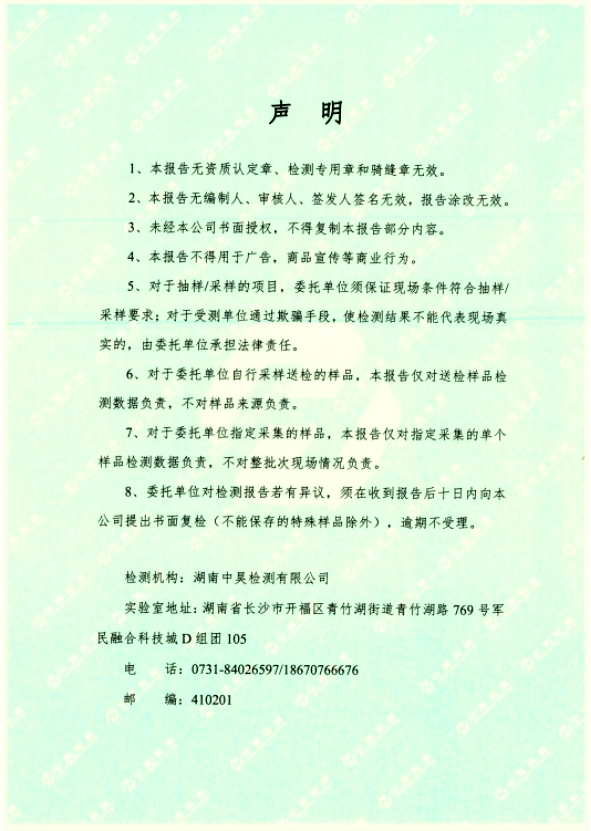 声 明
1、本报告无资质认定章、检测专用章和骑缝章无效。
2、本报告无编制人、审核人、签发人签名无效，报告涂改无效。
3、未经本公司书面授权，不得复制本报告部分内容。
4、本报告不得用于广告，商品宣传等商业行为。
5、对于抽样/采样的项目，委托单位须保证现场条件符合抽样/
采样要求；对于受测单位通过欺骗手段，使检测结果不能代表现场真
实的，由委托单位承担法律责任。
6、对于委托单位自行采样送检的样品，本报告仅对送检样品检
测数据负责，不对样品来源负责。
7、对于委托单位指定采集的样品，本报告仅对指定采集的单个
样品检测数据负责，不对整批次现场情况负责。
8、委托单位对检测报告若有异议，须在收到报告后十日内向本
公司提出书面复检（不能保存的特殊样品除外），逾期不受理。
检测机构：湖南中昊检测有限公司
实验室地址：湖南省长沙市开福区青竹湖街道青竹湖路 769 号军
民融合科技城 D 组团 105
电 话：0731-84026597/18670766676
邮 编：410201